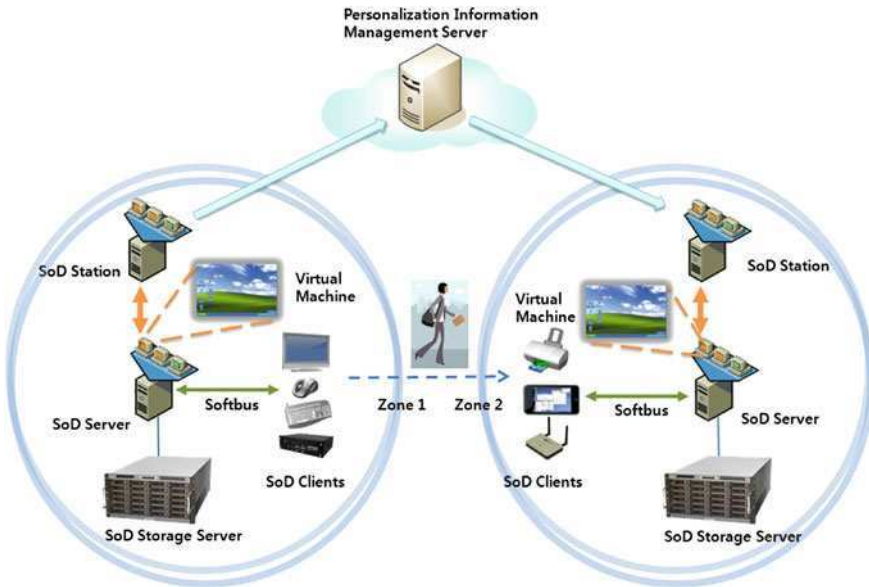 Personalization Information
Management Server
SoD Station
Virtual
Machine
SoD Server
Softbus
SoD Clients
SoD Storage Server
Zone 1
Zone 2
SoD Station
Virtual
Machine
SoD Server
Softbus
SoD Clients
SoD Storage Server